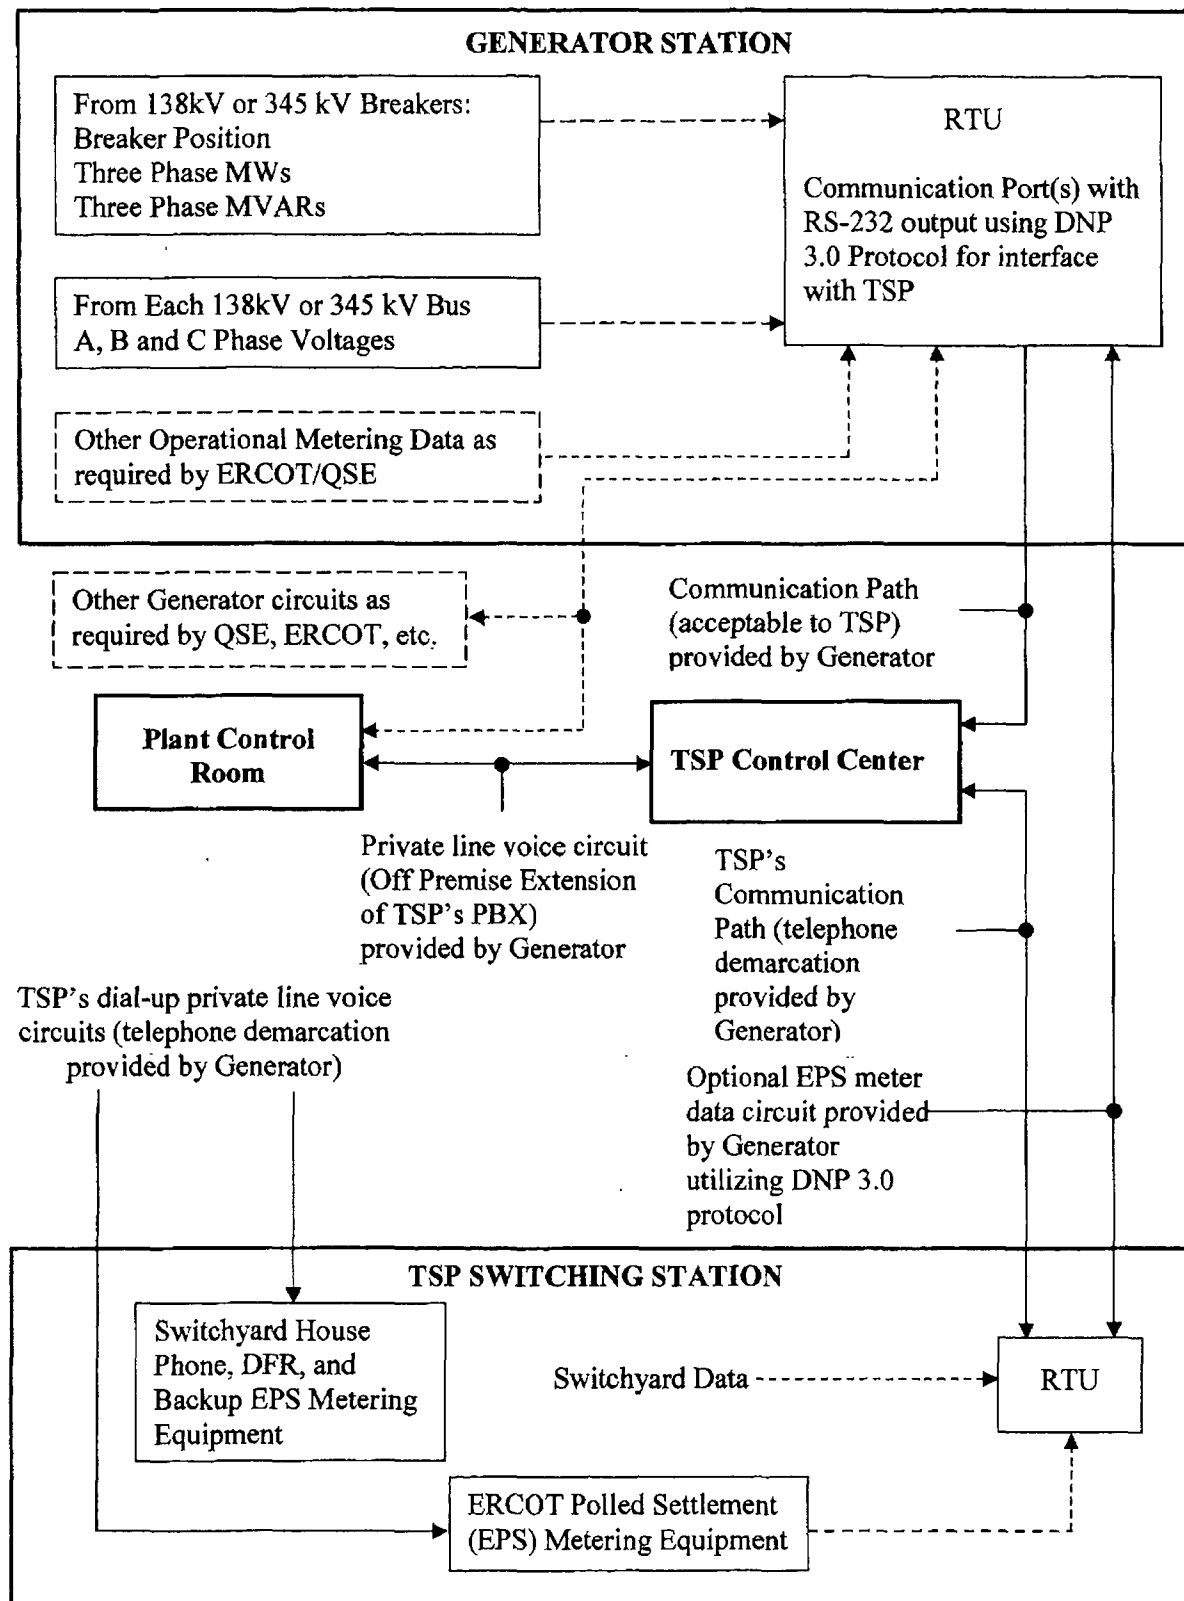 GENERATOR STATION
From 138kV or 345 kV Breakers:
Breaker Position
Three Phase MWs
Three Phase MVARs
RTU
Communication Port(s) with
RS-232 output using DNP
3.0 Protocol for interface
with TSP
From Each 138kV or 345 kV Bus
A, B and C Phase Voltages
Other Operational Metering Data as
required by ERCOT/QSE
Other Generator circuits as
required by QSE, ERCOT, etc.
Communication Path
(acceptable to TSP)
provided by Generator
Plant Control
Room
TSP Control Center
Private line voice circuit
(Off Premise Extension
of TSP's PBX)
provided by Generator
TSP's
Communication
Path (telephone
demarcation
provided by
Generator)
TSP's dial-up private line voice
circuits (telephone demarcation
provided by Generator)
Optional EPS meter
data circuit provided
by Generator
utilizing DNP 3.0
protocol
TSP SWITCHING STATION
Switchyard House
Phone, DFR, and
Backup EPS Metering
Equipment
Switchyard Data
RTU
ERCOT Polled Settlement
(EPS) Metering Equipment